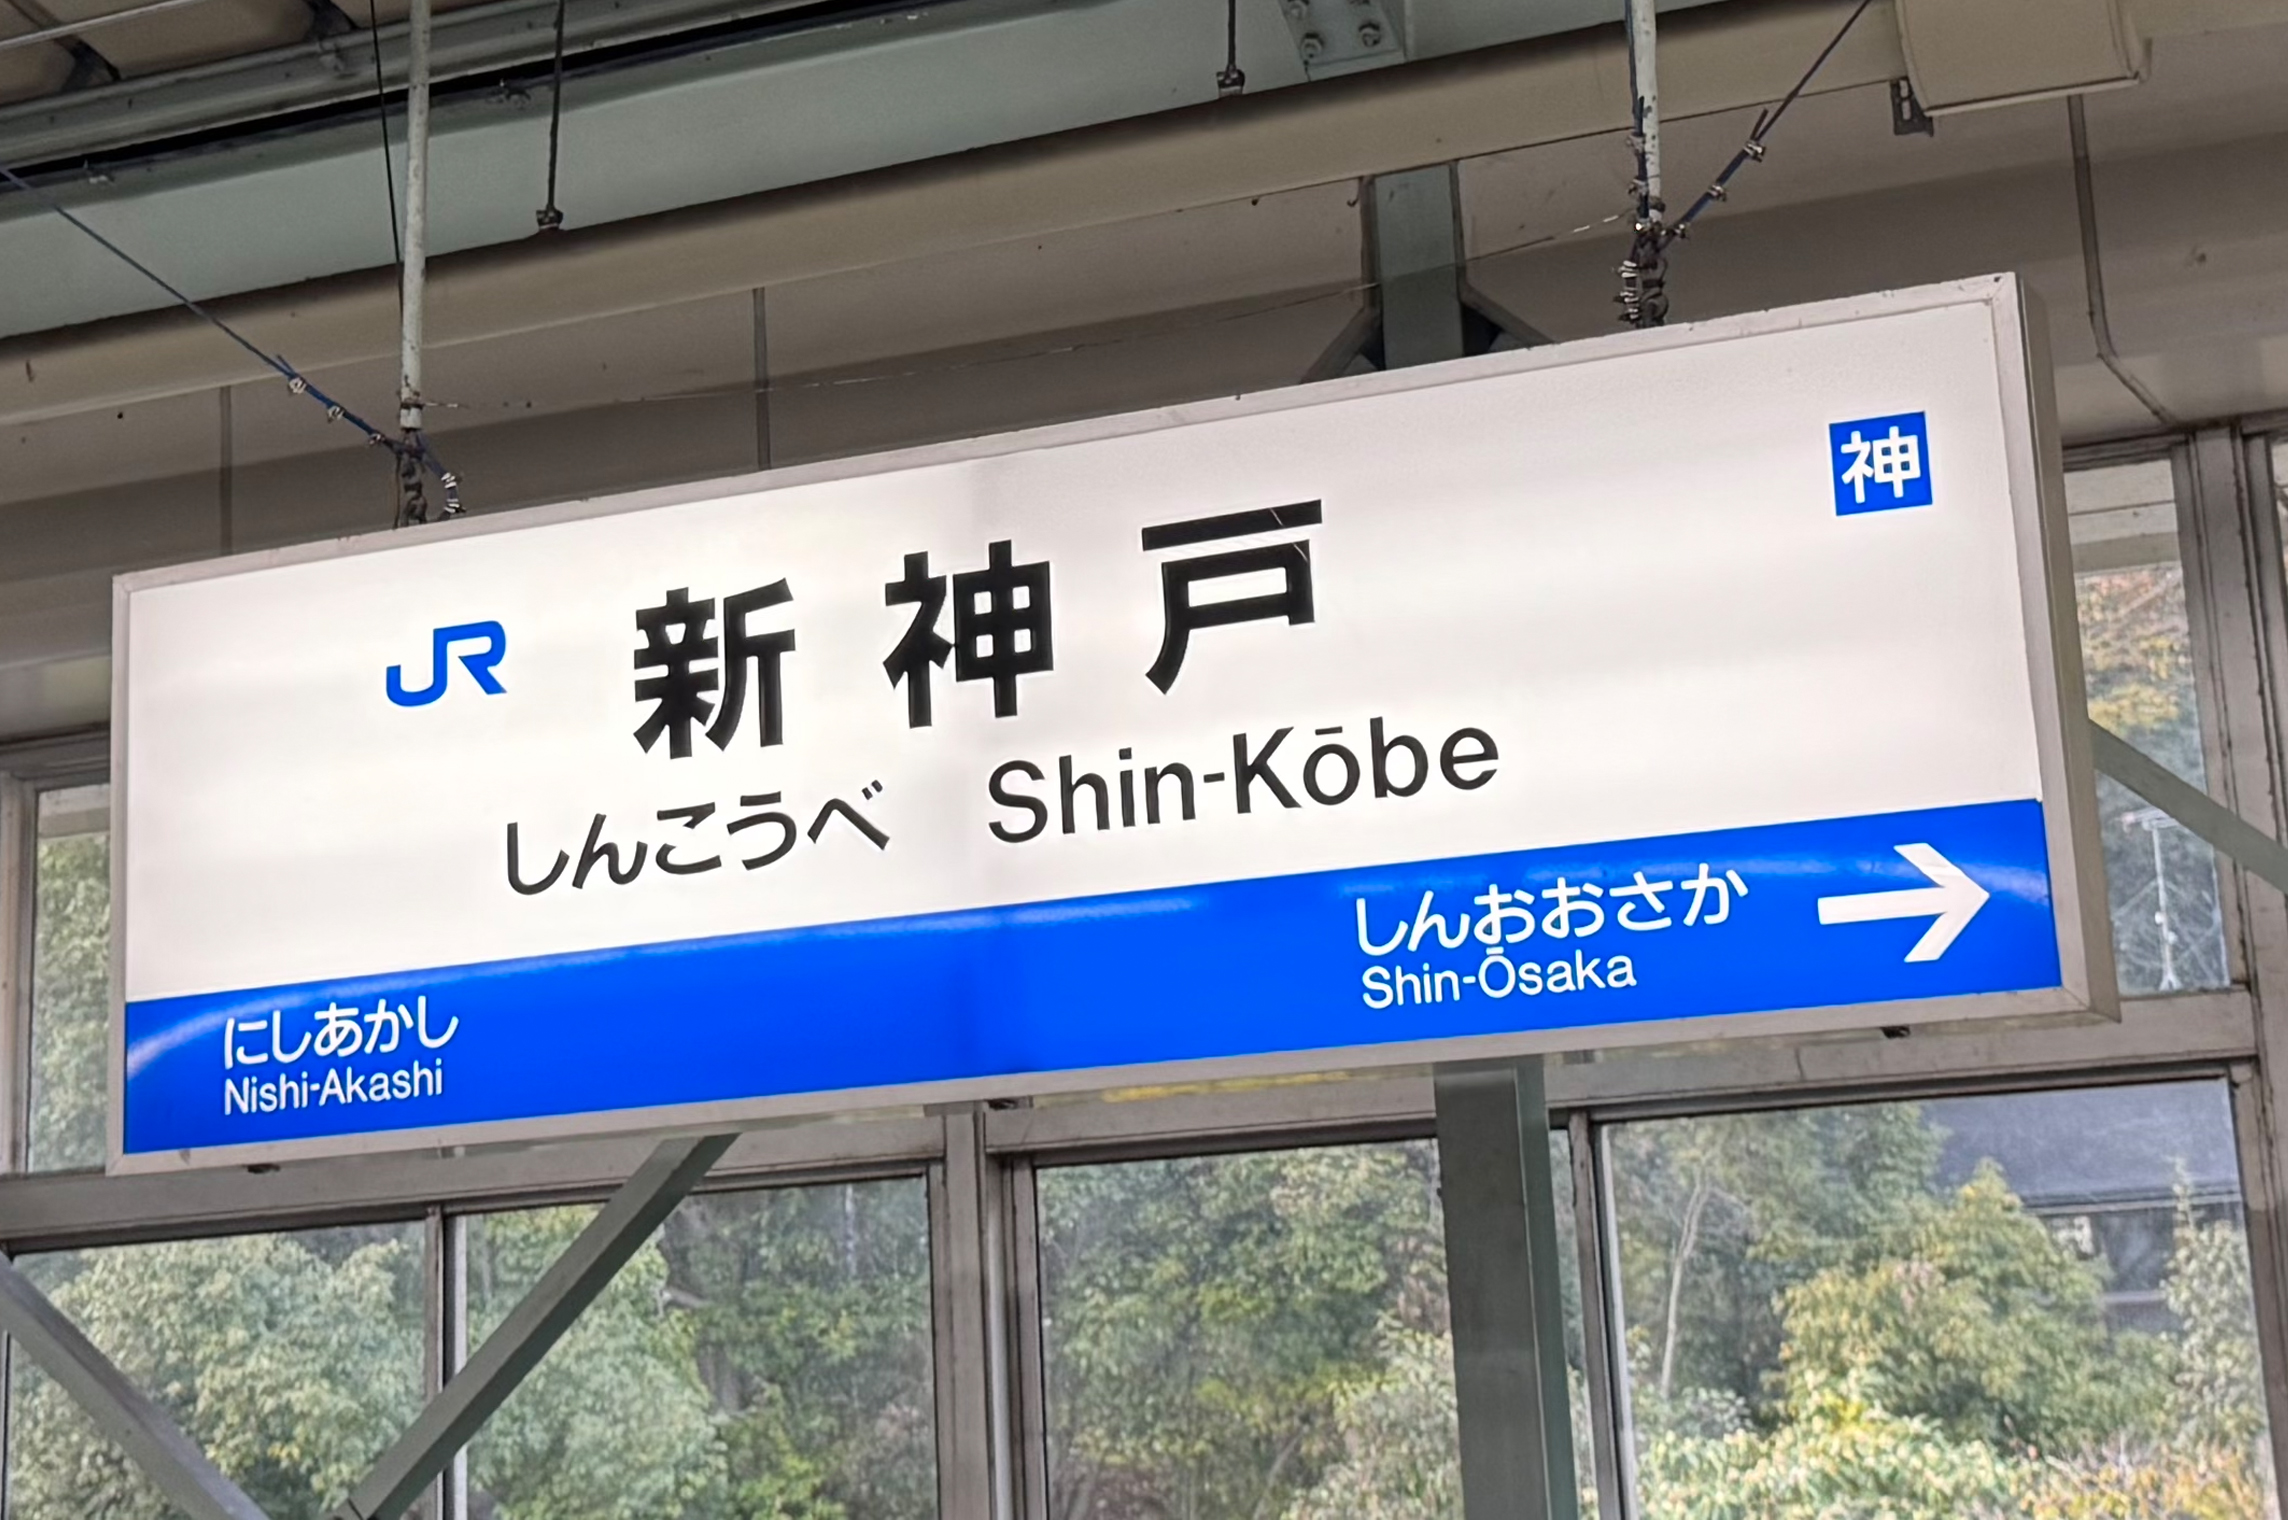 神
JR 新神戸
しんこうべ Shin-Kōbe
しんおおさか
Shin-Ōsaka
にしあかし
Nishi-Akashi